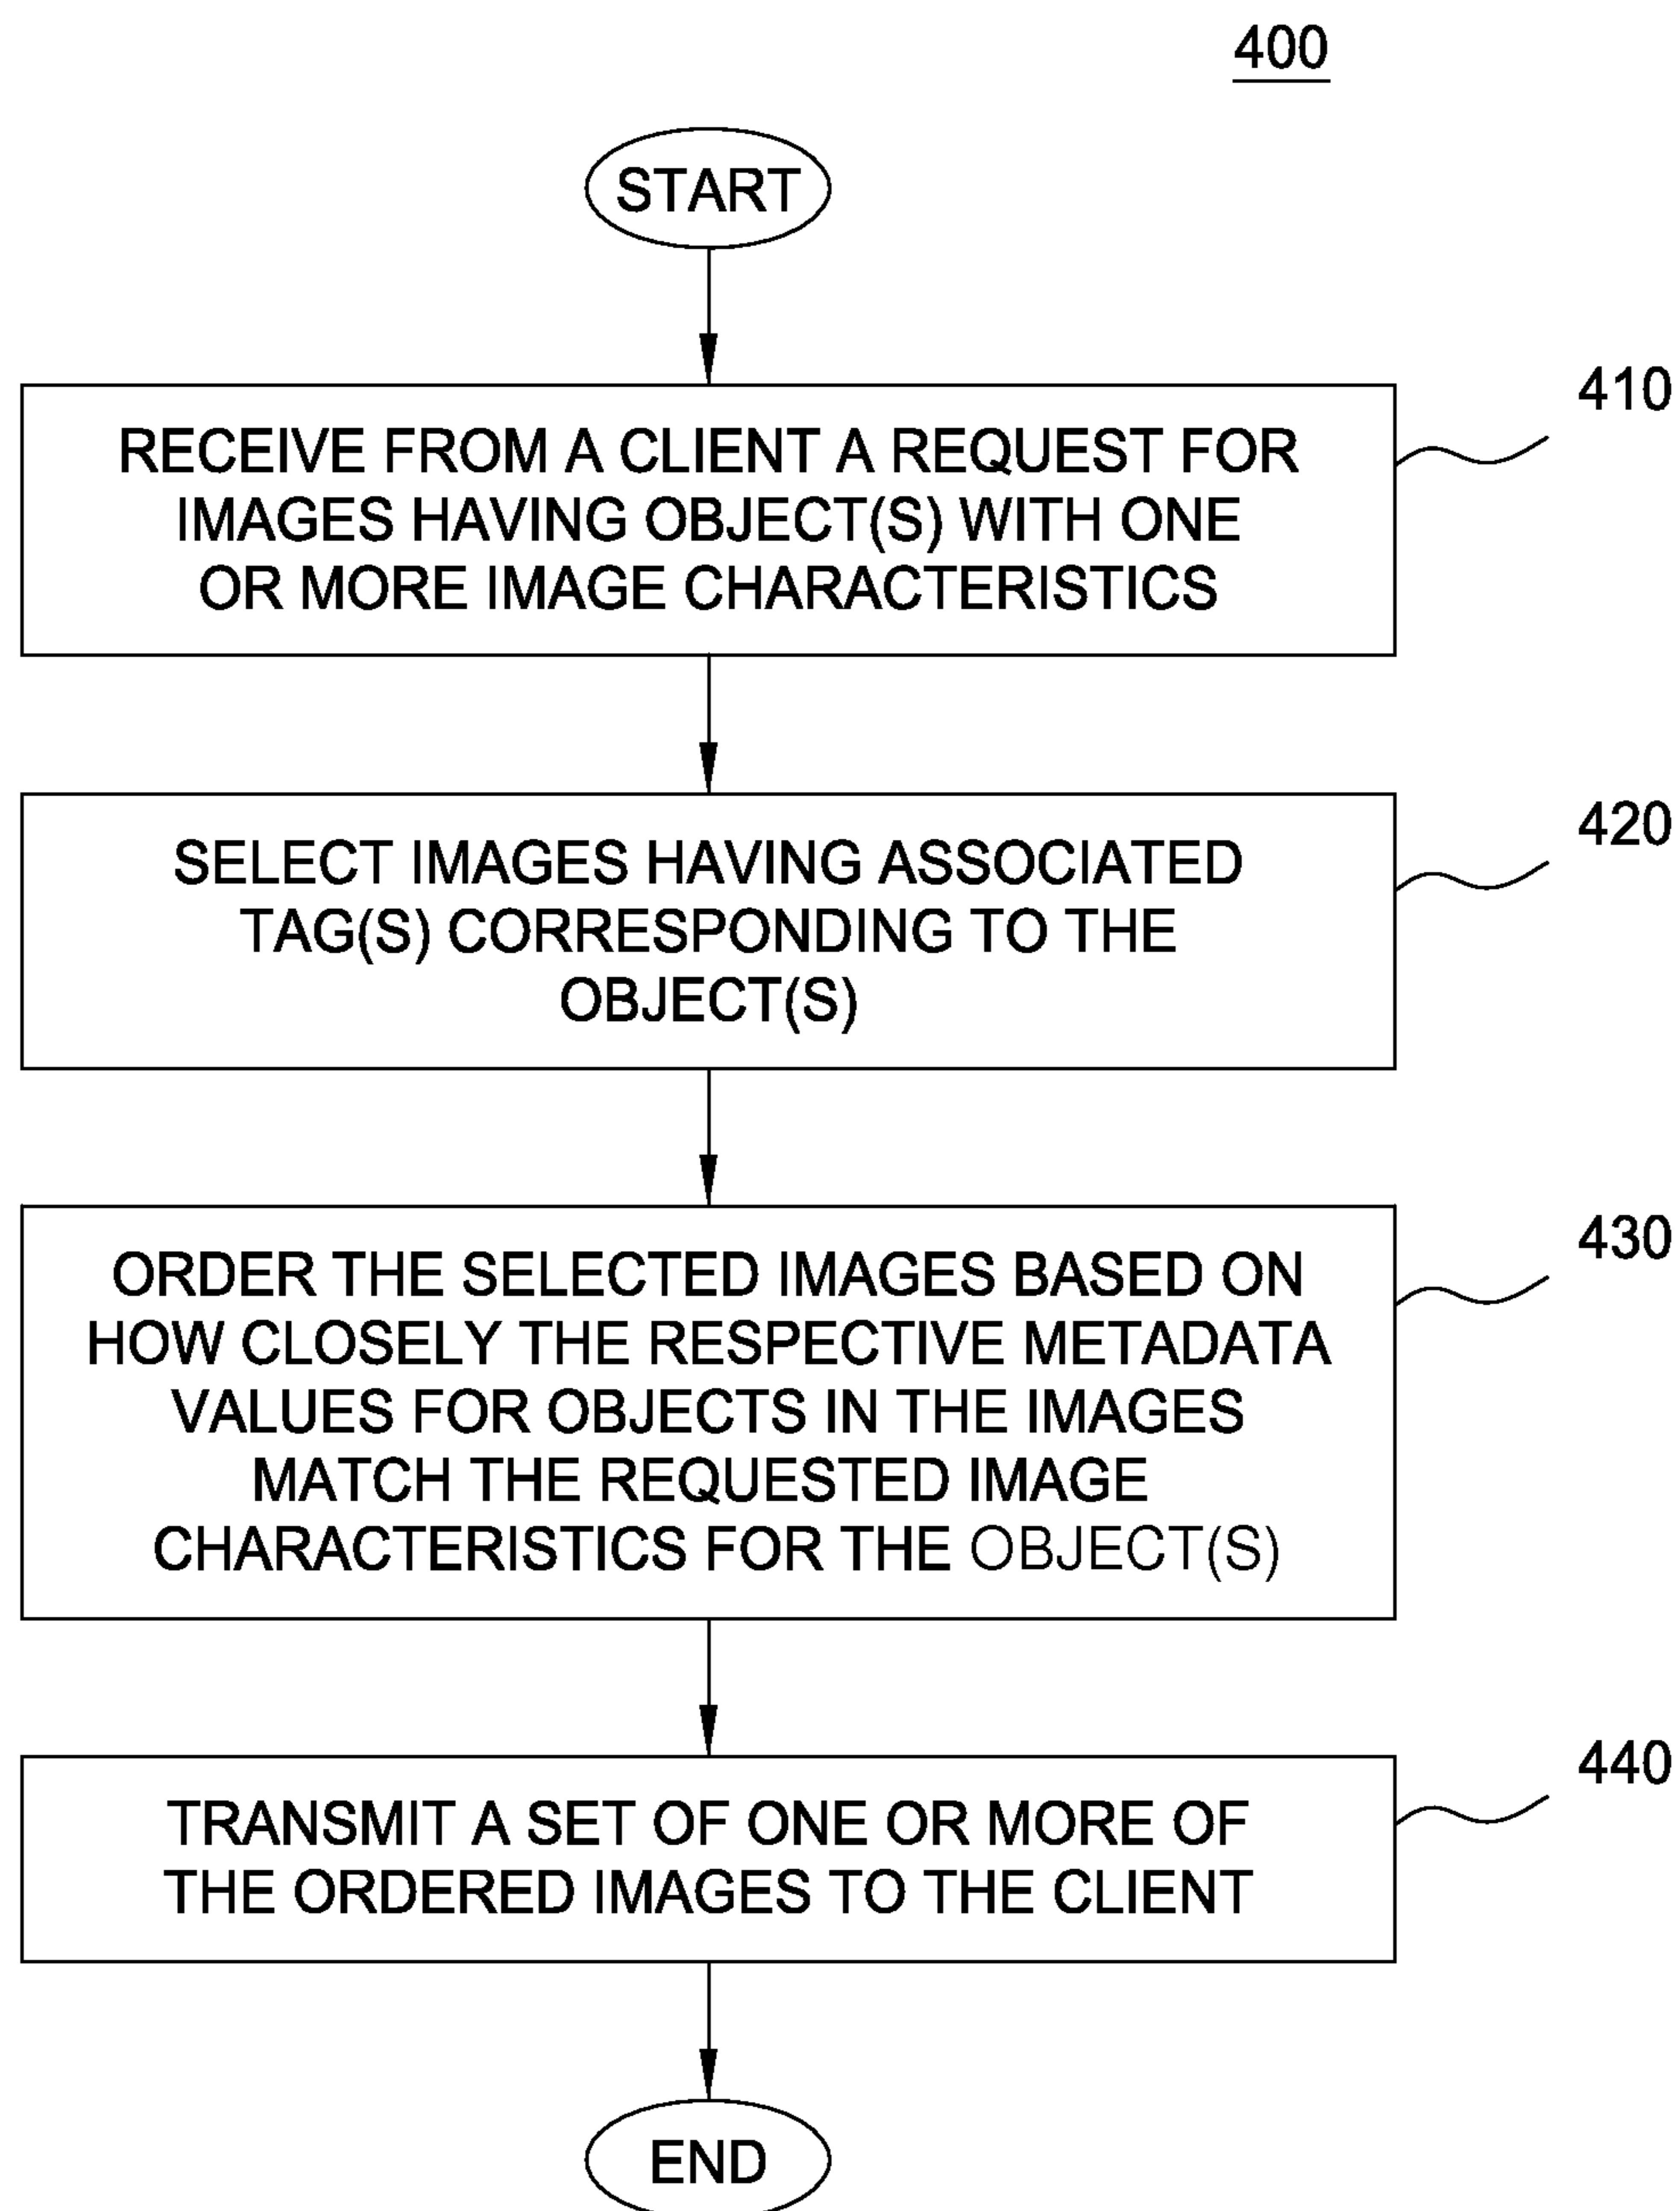 400
START
410
RECEIVE FROM A CLIENT A REQUEST FOR
IMAGES HAVING OBJECT(S) WITH ONE
OR MORE IMAGE CHARACTERISTICS
420
SELECT IMAGES HAVING ASSOCIATED
TAG(S) CORRESPONDING TO THE
OBJECT(S)
430
ORDER THE SELECTED IMAGES BASED ON
HOW CLOSELY THE RESPECTIVE METADATA
VALUES FOR OBJECTS IN THE IMAGES
MATCH THE REQUESTED IMAGE
CHARACTERISTICS FOR THE OBJECT(S)
440
TRANSMIT A SET OF ONE OR MORE OF
THE ORDERED IMAGES TO THE CLIENT
END